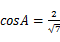 cosA = 2/√7